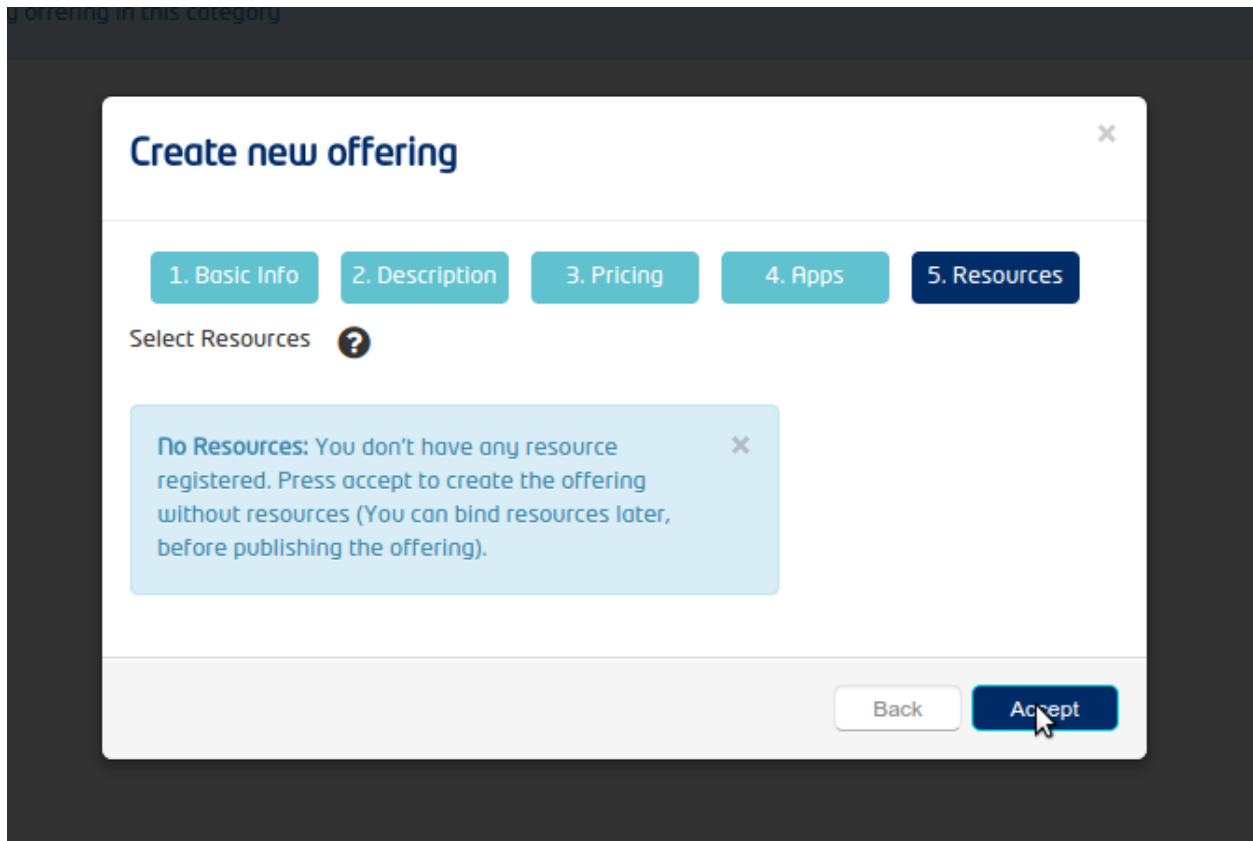 y offering in this category
Create new offering
×
1. Basic Info
2. Description
3. Pricing
4. Apps
5. Resources
Select Resources ?
No Resources: You don't have any resource ×
registered. Press accept to create the offering
without resources (You can bind resources later,
before publishing the offering).
Back
Accept